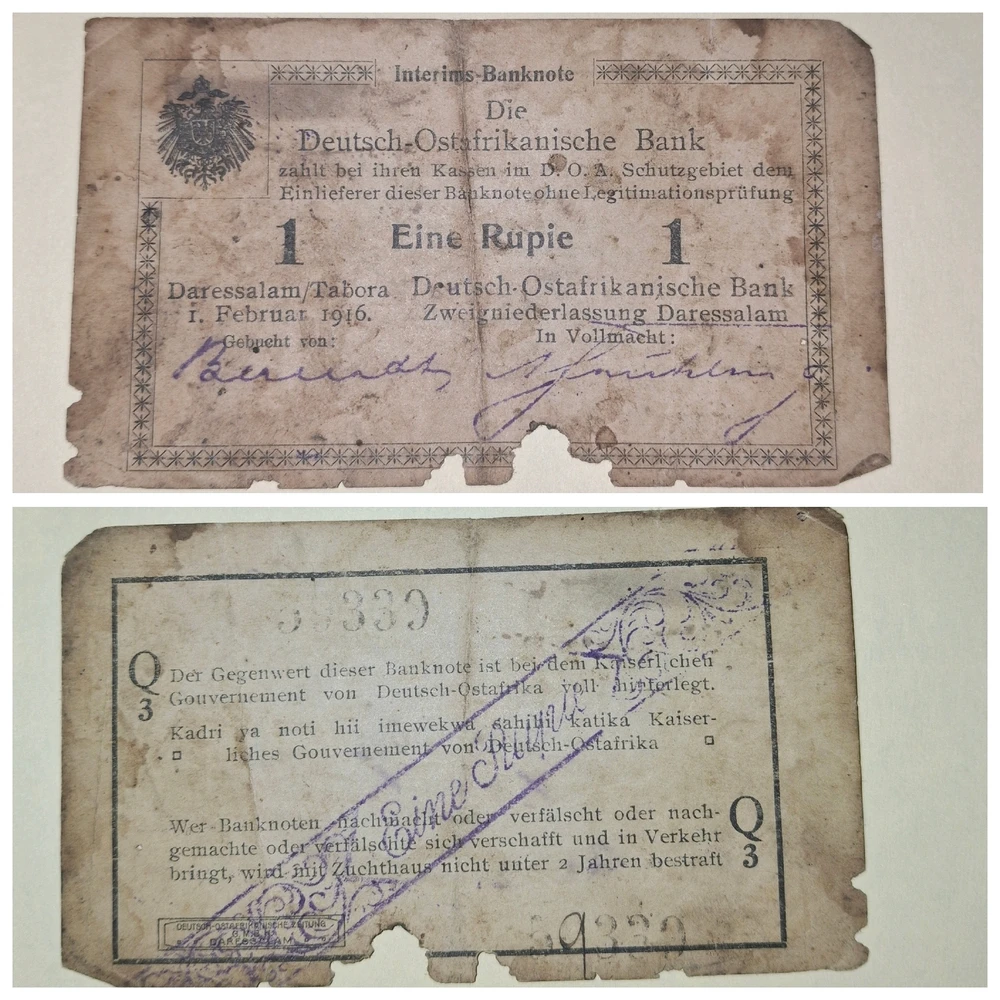 Interims-Banknote
Die
Deutsch-Ostafrikanische Bank
zahlt bei ihren Kassen im D. O. A. Schutzgebiet dem
Einlieferer dieser Banknote ohne Legitimationsprüfung
1 Eine Rupie 1
Daressalam/Tabora Deutsch-Ostafrikanische Bank
1. Februar 1916. Zweigniederlassung Daressalam
Gebucht von: In Vollmacht:
Q
3
Der Gegenwert dieser Banknote ist bei dem Kaiserlichen
Gouvernement von Deutsch-Ostafrika voll hinterlegt.
Kadri ya noti hii imewekwa sahihi katika Kaiser-
liches Gouvernement von Deutsch-Ostafrika
Eine Rupie
Wer Banknoten nachmacht oder verfälscht oder nach-
gemachte oder verfälschte sich verschafft und in Verkehr
bringt, wird mit Zuchthaus nicht unter 2 Jahren bestraft
Q
3
DEUTSCH-OSTAFRIKANISCHE ZEITUNG
G.M.B.H.
DARESSALAM